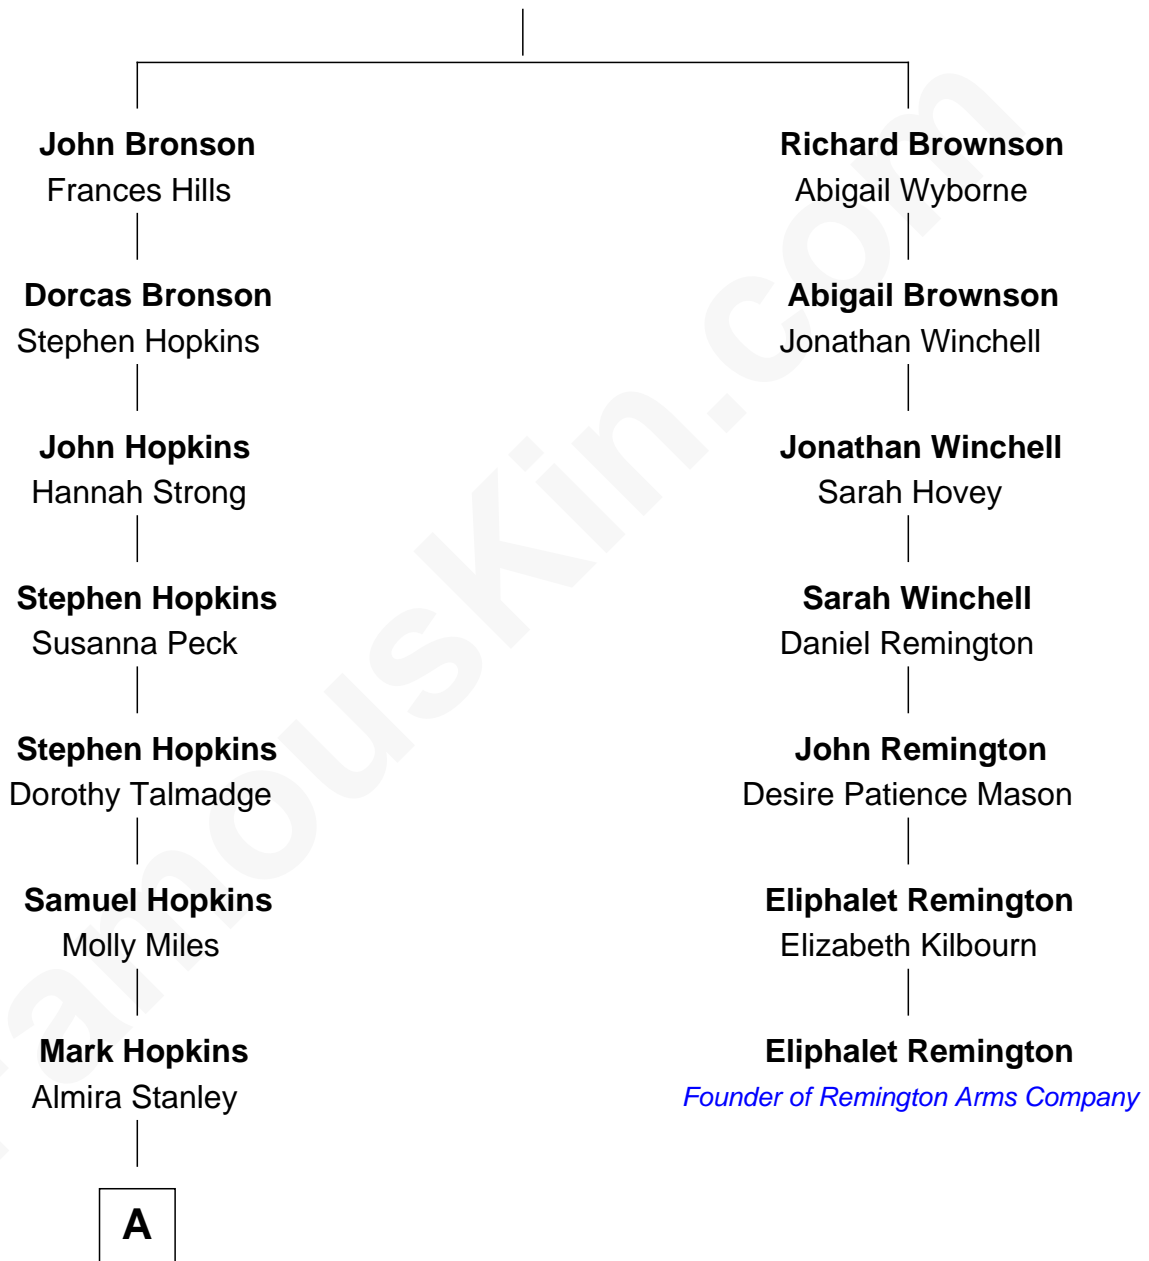 John Bronson
Frances Hills
Dorcas Bronson
Stephen Hopkins
John Hopkins
Hannah Strong
Stephen Hopkins
Susanna Peck
Stephen Hopkins
Dorothy Talmadge
Samuel Hopkins
Molly Miles
Mark Hopkins
Almira Stanley
A
Richard Brownson
Abigail Wyborne
Abigail Brownson
Jonathan Winchell
Jonathan Winchell
Sarah Hovey
Sarah Winchell
Daniel Remington
John Remington
Desire Patience Mason
Eliphalet Remington
Elizabeth Kilbourn
Eliphalet Remington
Founder of Remington Arms Company
FamousKin.com